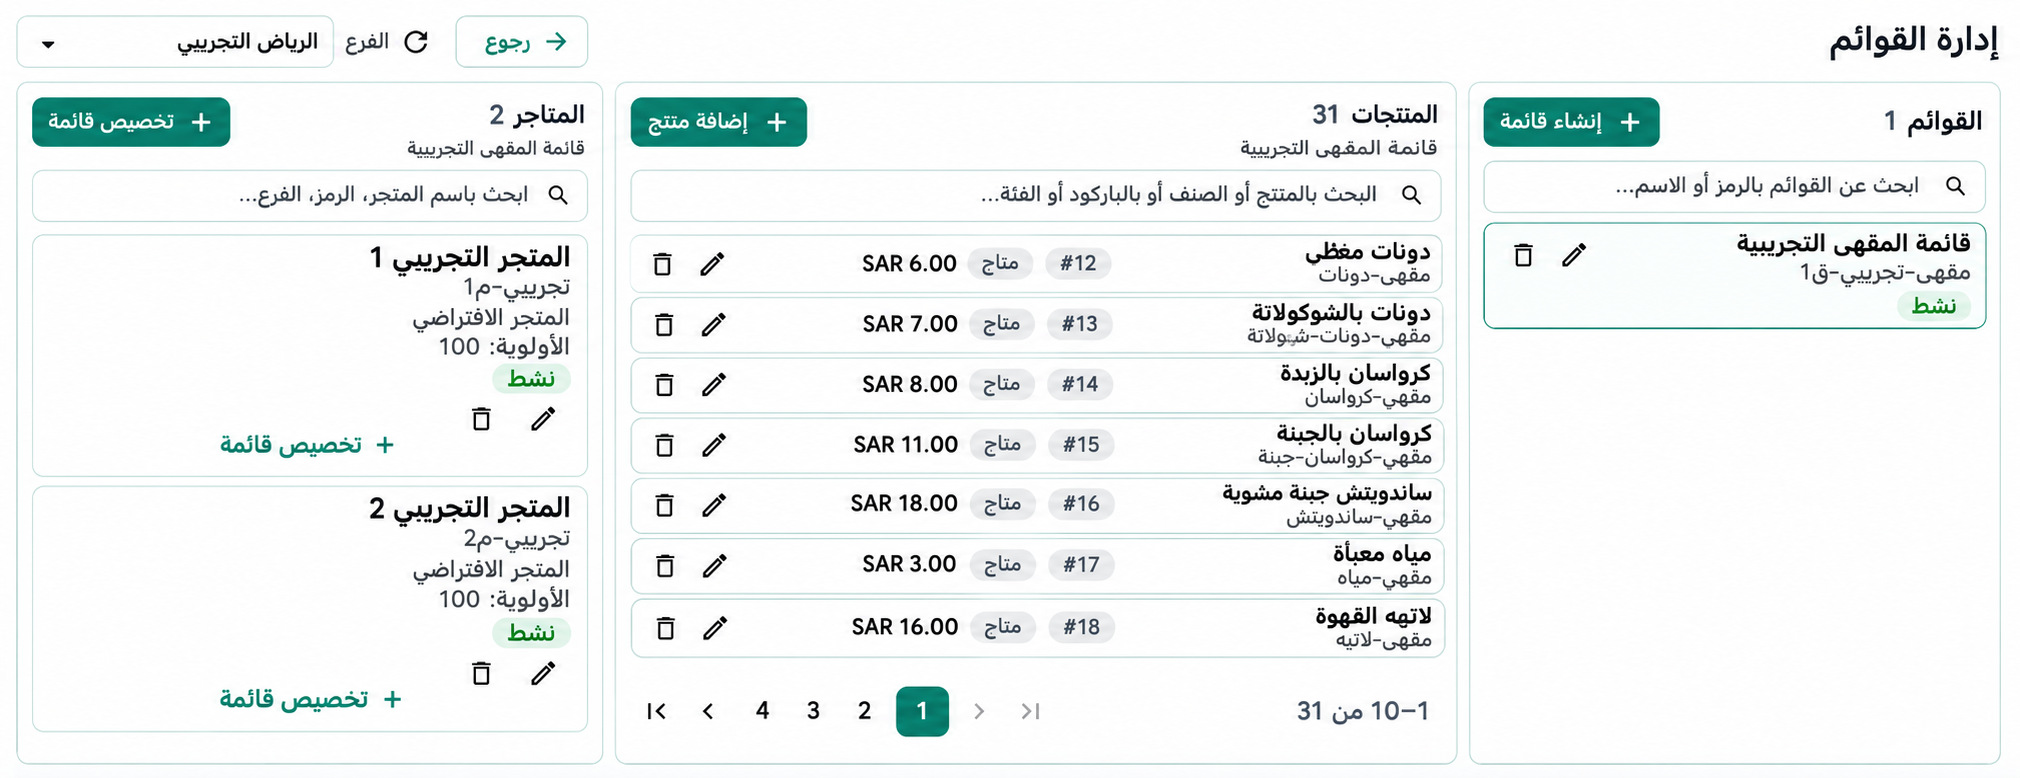 إدارة القوائم
رجوع
الفرع
الرياض التجريبي
القوائم 1
إنشاء قائمة
ابحث عن القوائم بالرمز أو الاسم...
قائمة المقهى التجريبية
مقهى-تجريبي-ق1
نشط
المنتجات 31
قائمة المقهى التجريبية
إضافة منتج
البحث بالمنتج أو الصنف أو بالباركود أو الفئة...
دونات مغطي
مقهي-دونات
#12 متاح SAR 6.00
دونات بالشوكولاتة
مقهي-دونات-
#13 متاح SAR 7.00
كرواسان بالزبدة
مقهي-كرواسان
#14 متاح SAR 8.00
كرواسان بالجبنة
مقهي-كرواسان-جبنة
#15 متاح SAR 11.00
ساندويتش جبنة مشوية
مقهي-ساندويتش
#16 متاح SAR 18.00
مياه معبأة
مقهي-مياه
#17 متاح SAR 3.00
لاتهه القهوة
مقهي-لاتيه
#18 متاح SAR 16.00
1–10 من 31
1 2 3 4
المتاجر 2
قائمة المقهى التجريبية
تخصيص قائمة
ابحث باسم المتجر، الرمز، الفرع...
المتجر التجريبي 1
تجريبي-م1
المتجر الافتراضي
الأولوية: 100
نشط
تخصيص قائمة
المتجر التجريبي 2
تجريبي-م2
المتجر الافتراضي
الأولوية: 100
نشط
تخصيص قائمة